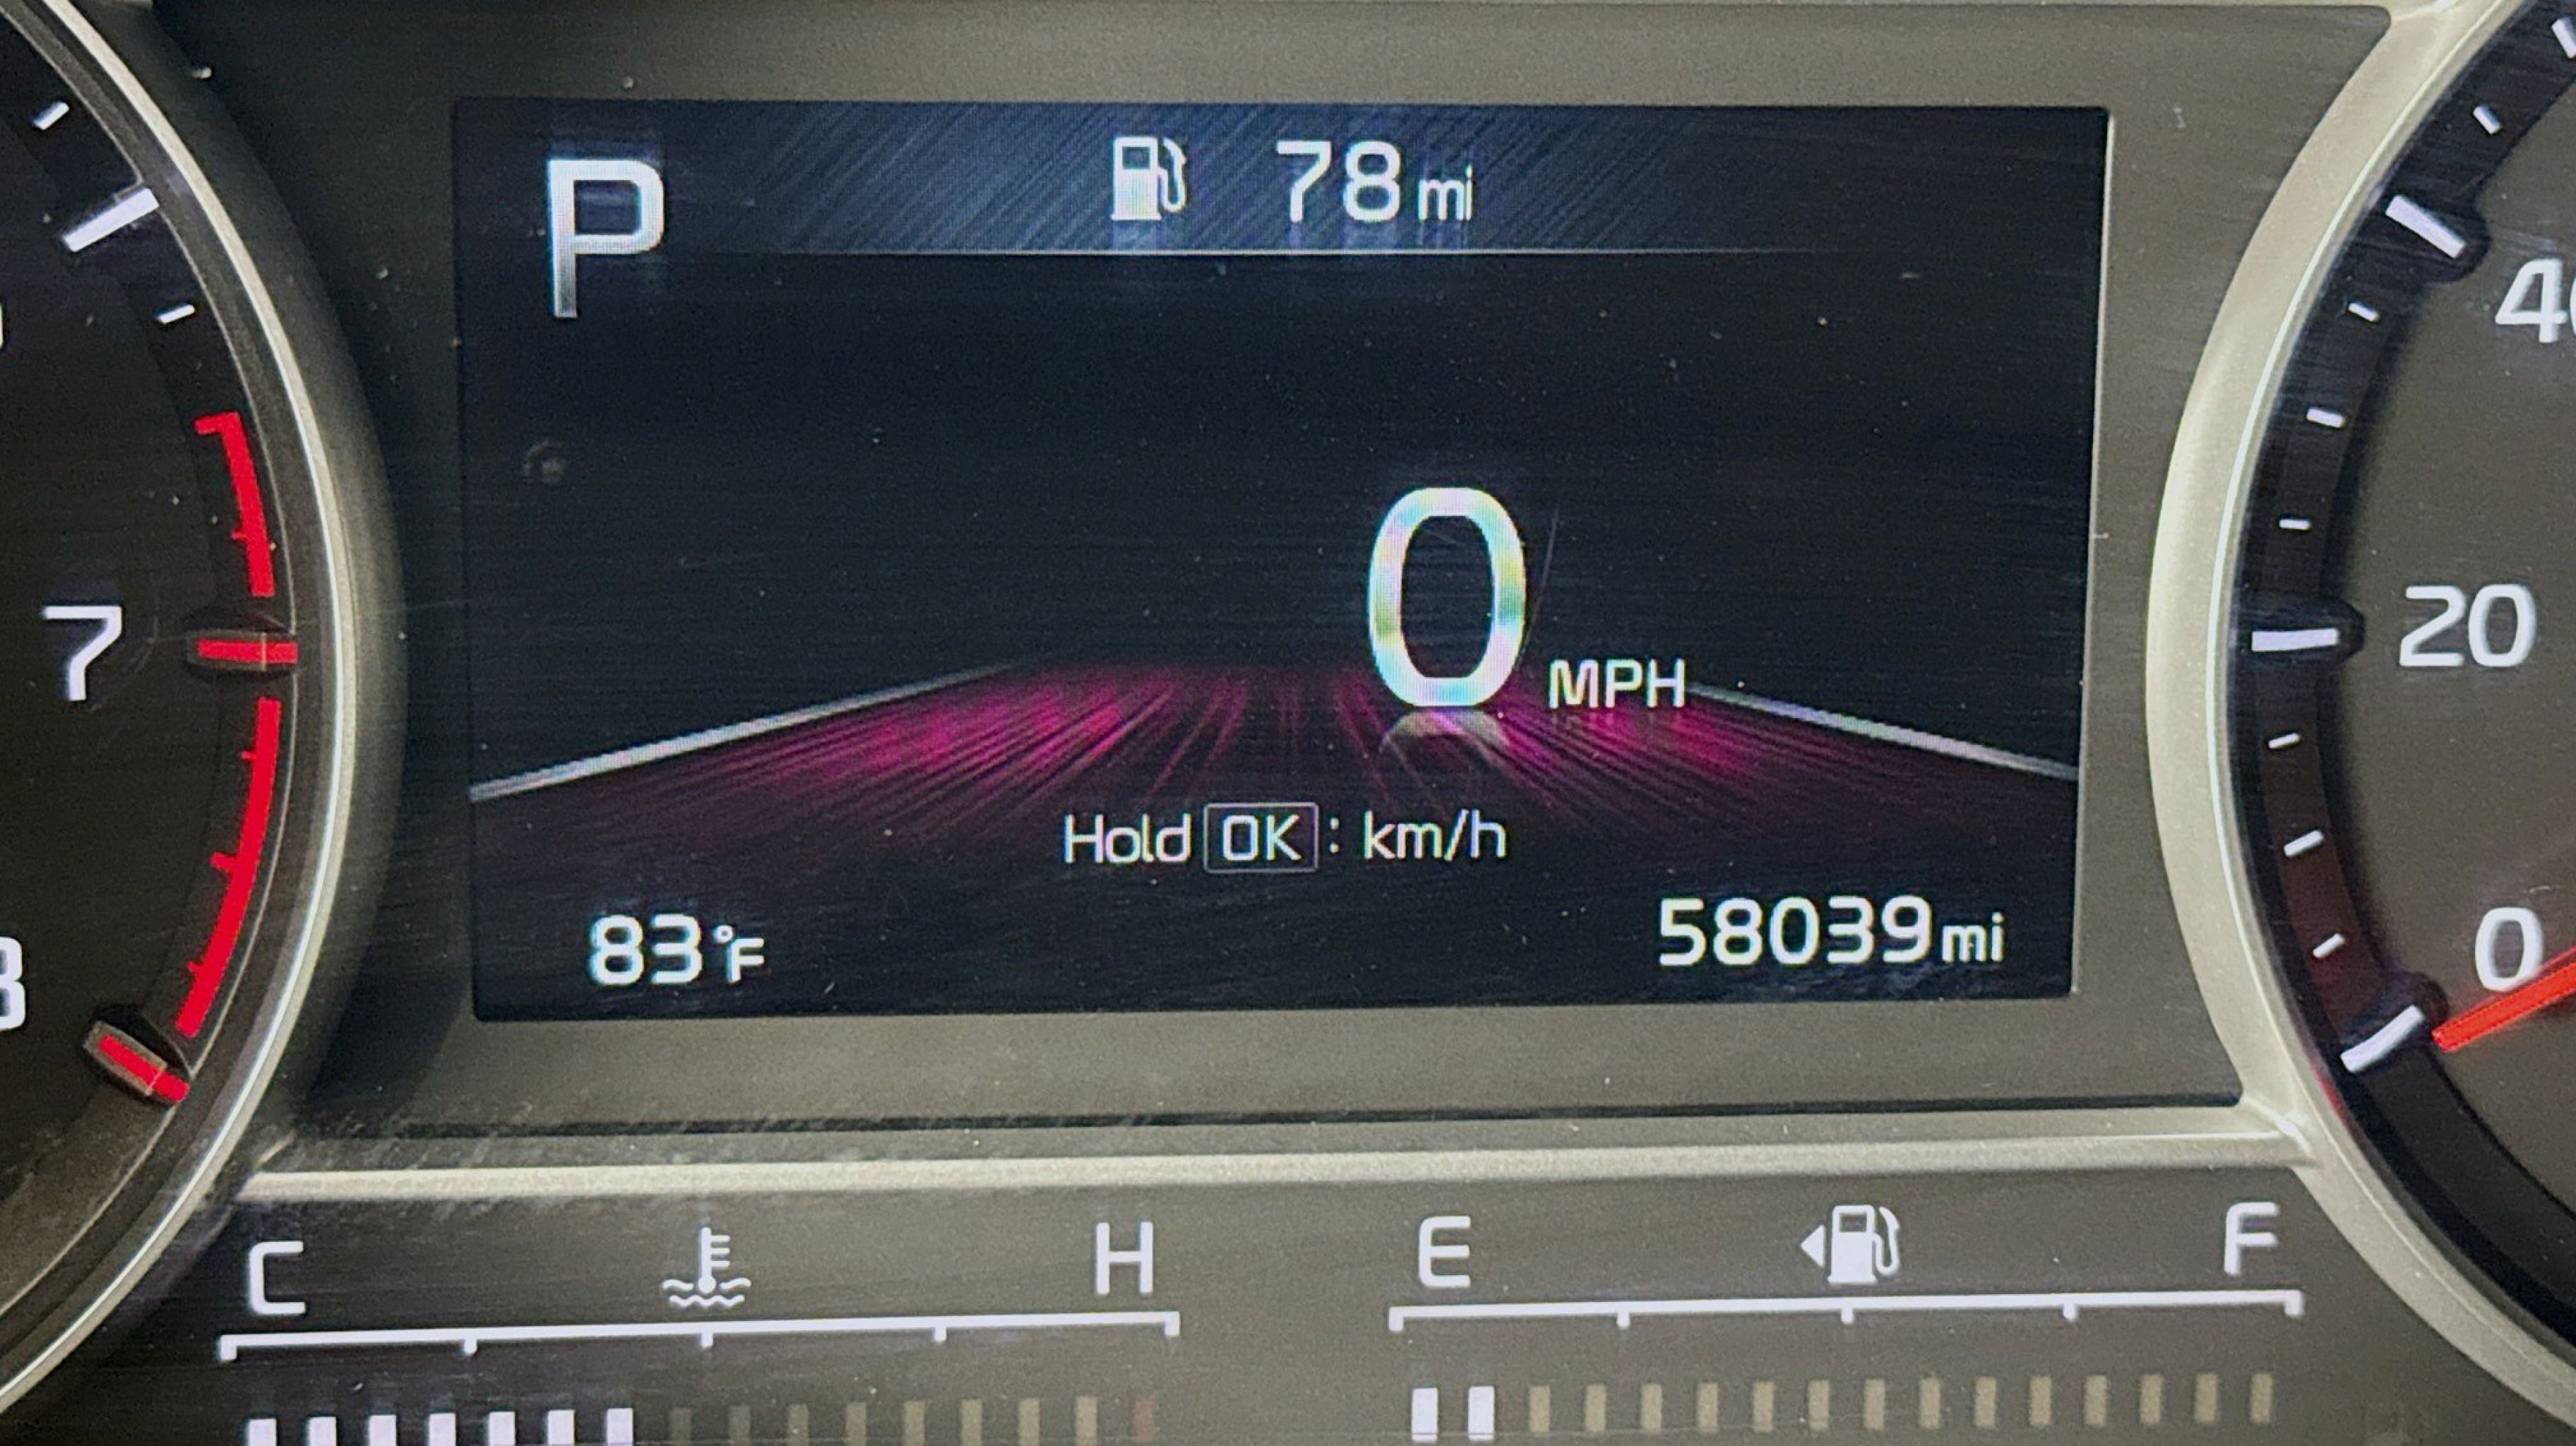 P
78 mi
0 MPH
Hold OK : km/h
83°F
58039 mi
7
20
0
C H
E F